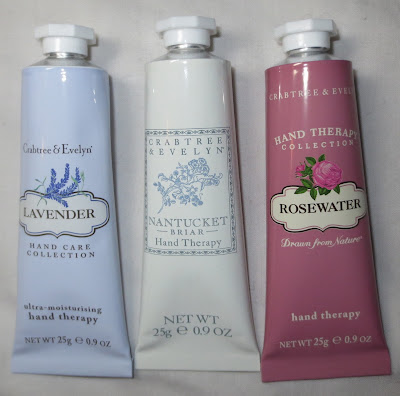 Crabtree & Evelyn®
LAVENDER
HAND CARE
COLLECTION
ultra-moisturising
hand therapy
NET WT 25g ℮ 0.9 OZ
CRABTREE
& EVELYN®
NANTUCKET
BRIAR
Hand Therapy
NET WT
25g ℮ 0.9 OZ
CRABTREE & EVELYN
HAND THERAPY
COLLECTION
ROSEWATER
Drawn from Nature®
hand therapy
NET WT 25g ℮ 0.9 OZ